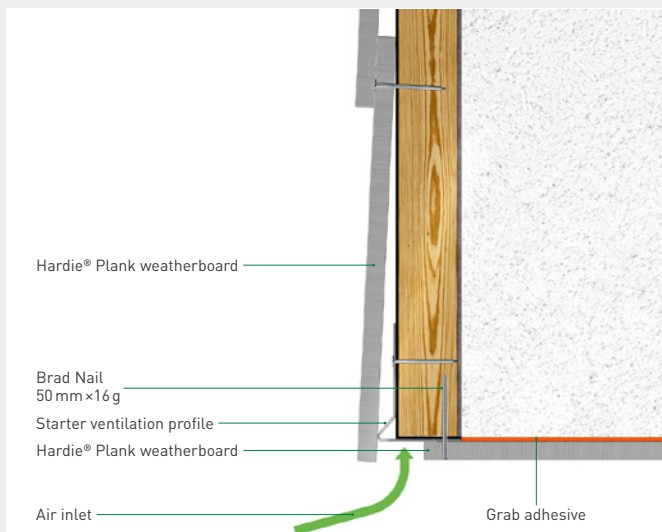 Hardie® Plank weatherboard
Brad Nail
50 mm × 16 g
Starter ventilation profile
Hardie® Plank weatherboard
Air inlet
Grab adhesive